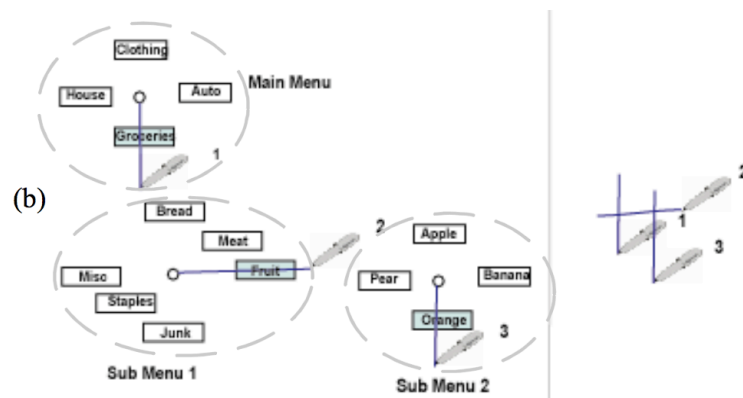 Clothing
House
Auto
Main Menu
Groceries
1
(b)
Bread
Meat
2
Misc
Fruit
Staples
Junk
Sub Menu 1
Apple
Pear
Banana
Orange
3
Sub Menu 2
2
1
3